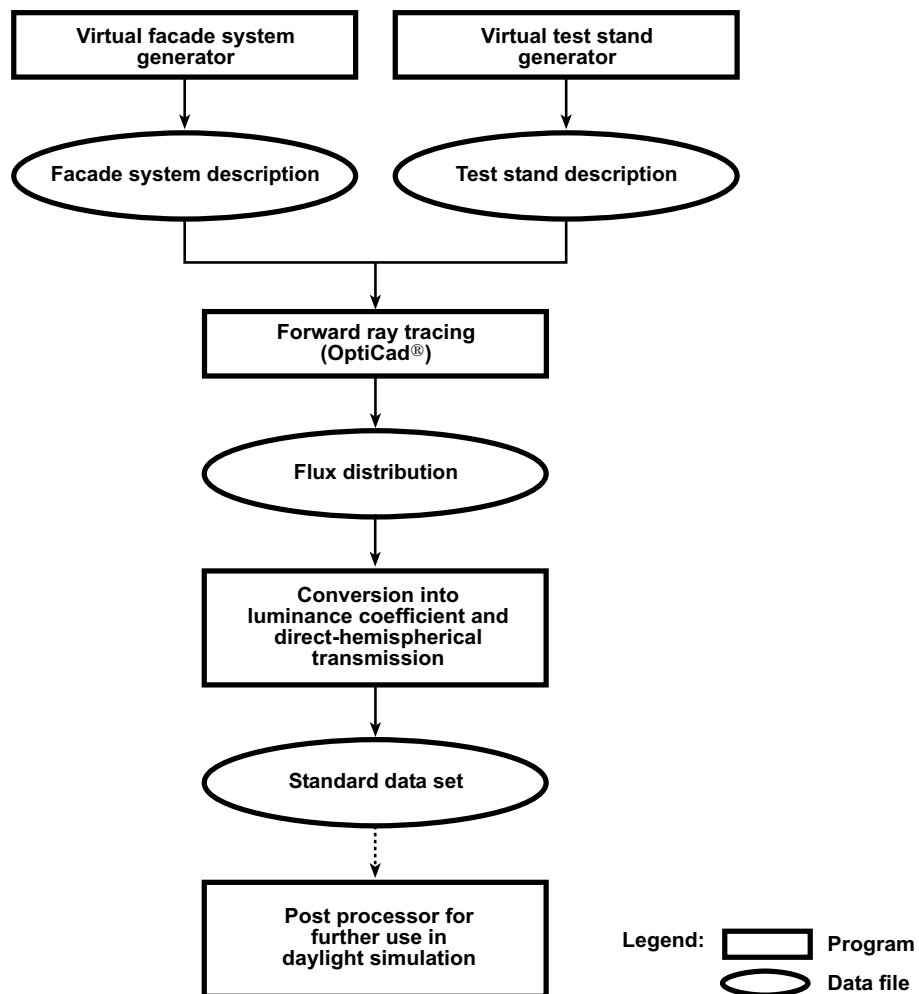 Virtual facade system
generator
Virtual test stand
generator
Facade system description
Test stand description
Forward ray tracing
(OptiCad®)
Flux distribution
Conversion into
luminance coefficient and
direct-hemispherical
transmission
Standard data set
Post processor for
further use in
daylight simulation
Legend:
Program
Data file